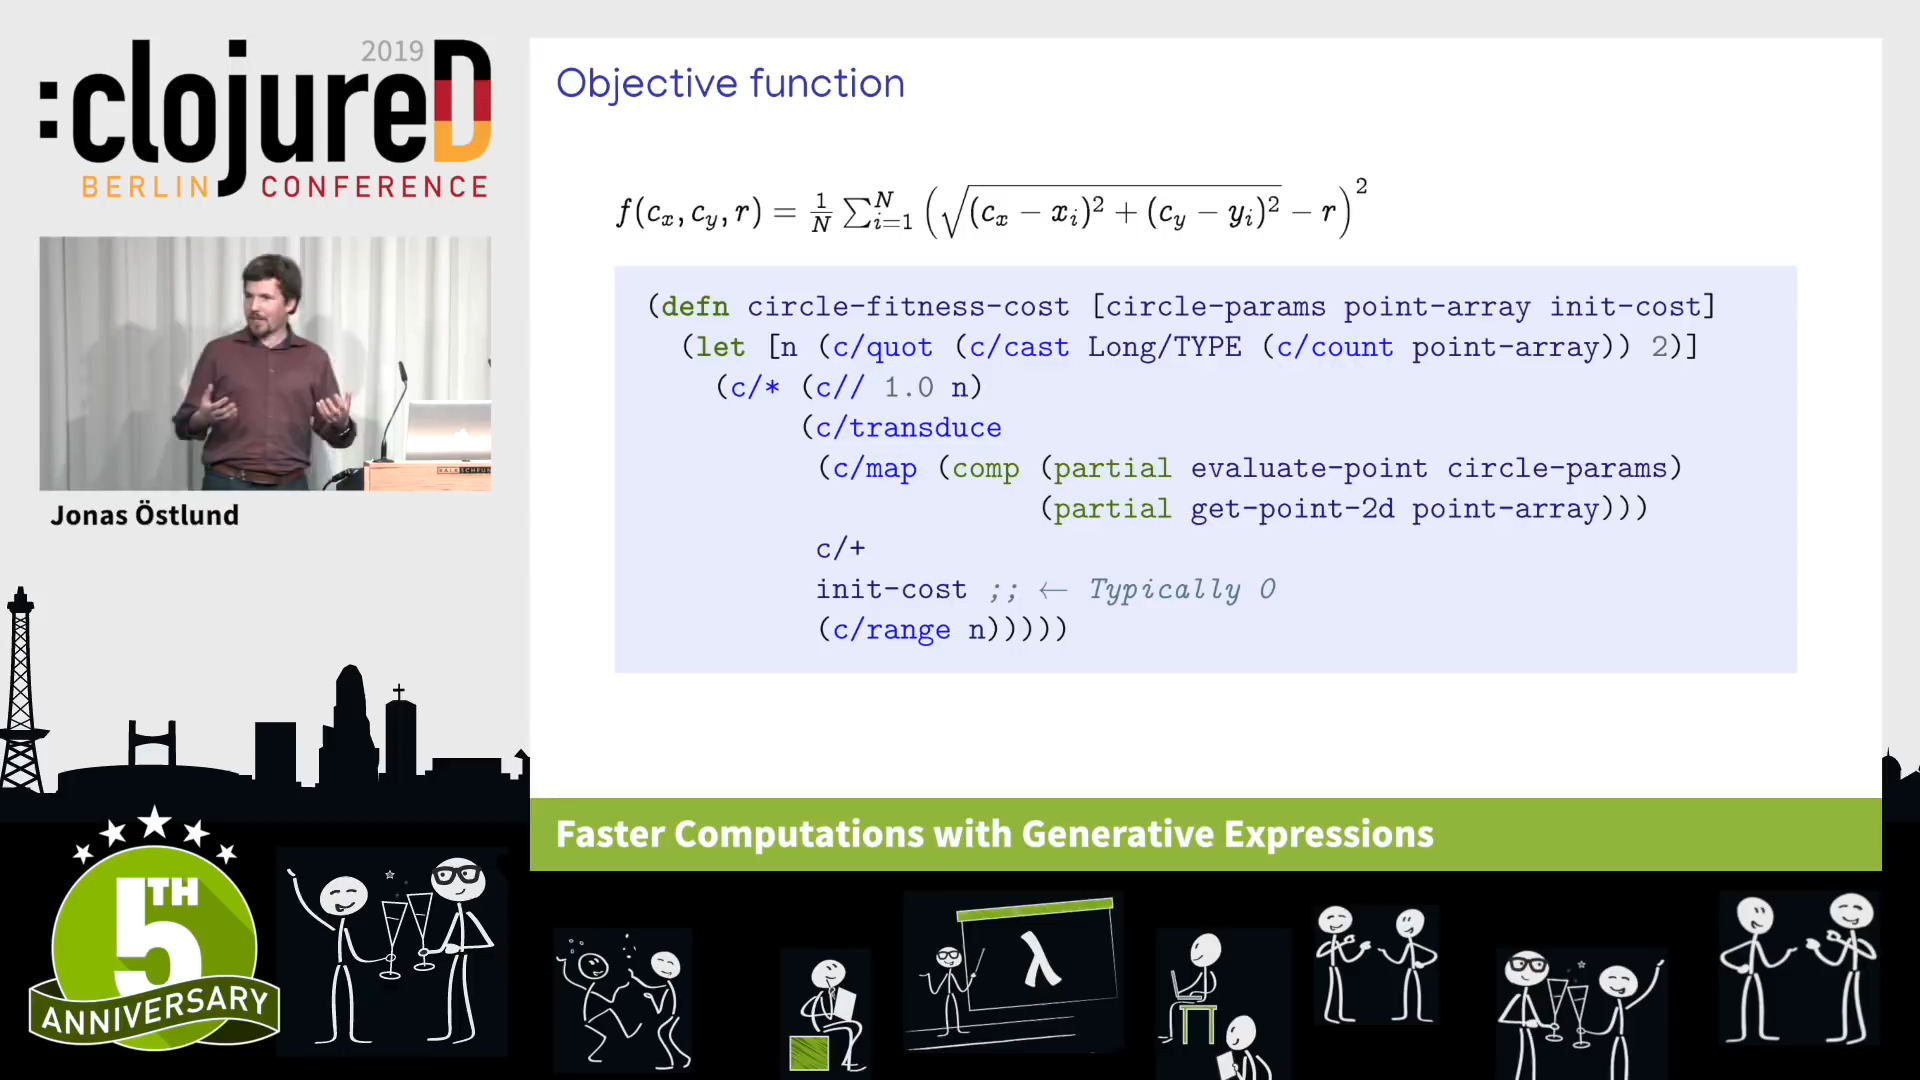 2019
:clojureD
BERLIN CONFERENCE
Jonas Östlund
Objective function
f(c_x, c_y, r) = 1/N ∑_{i=1}^{N} (√((c_x − x_i)² + (c_y − y_i)²) − r)²
(defn circle-fitness-cost [circle-params point-array init-cost]
(let [n (c/quot (c/cast Long/TYPE (c/count point-array)) 2)]
(c/* (c// 1.0 n)
(c/transduce
(c/map (comp (partial evaluate-point circle-params)
(partial get-point-2d point-array)))
c/+
init-cost ;; ← Typically 0
(c/range n)))))
Faster Computations with Generative Expressions
5TH
ANNIVERSARY
λ